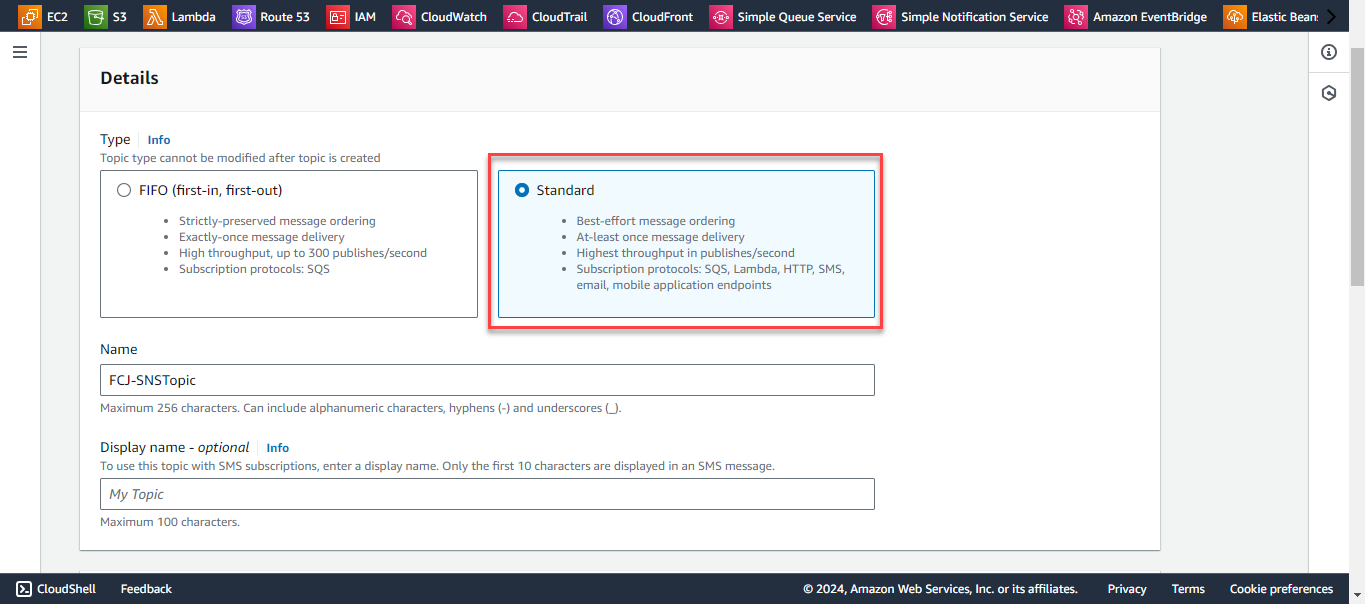 EC2 S3 Lambda Route 53 IAM CloudWatch CloudTrail CloudFront Simple Queue Service Simple Notification Service Amazon EventBridge Elastic Bean
Details
Type Info
Topic type cannot be modified after topic is created
FIFO (first-in, first-out)
• Strictly-preserved message ordering
• Exactly-once message delivery
• High throughput, up to 300 publishes/second
• Subscription protocols: SQS
Standard
• Best-effort message ordering
• At-least once message delivery
• Highest throughput in publishes/second
• Subscription protocols: SQS, Lambda, HTTP, SMS,
email, mobile application endpoints
Name
FCJ-SNSTopic
Maximum 256 characters. Can include alphanumeric characters, hyphens (-) and underscores (_).
Display name - optional Info
To use this topic with SMS subscriptions, enter a display name. Only the first 10 characters are displayed in an SMS message.
My Topic
Maximum 100 characters.
CloudShell Feedback © 2024, Amazon Web Services, Inc. or its affiliates. Privacy Terms Cookie preferences